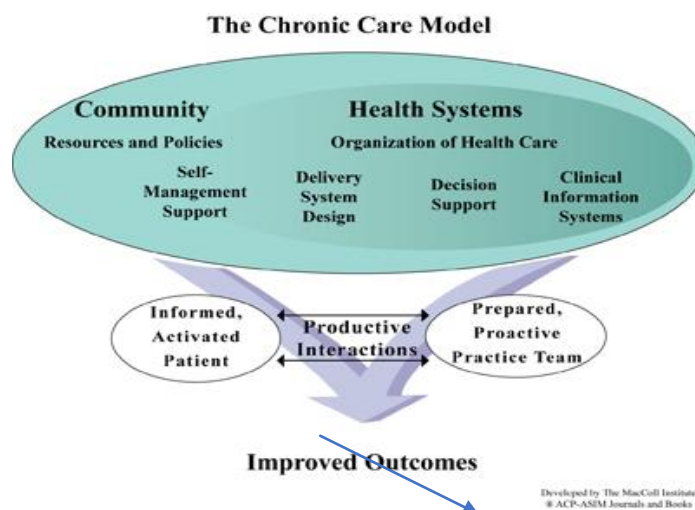 The Chronic Care Model
Community
Health Systems
Resources and Policies
Organization of Health Care
Self-
Management
Support
Delivery
System
Design
Decision
Support
Clinical
Information
Systems
Informed,
Activated
Patient
Productive
Interactions
Prepared,
Proactive
Practice Team
Improved Outcomes
Developed by The MacColl Institute
® ACP-ASIM Journals and Books